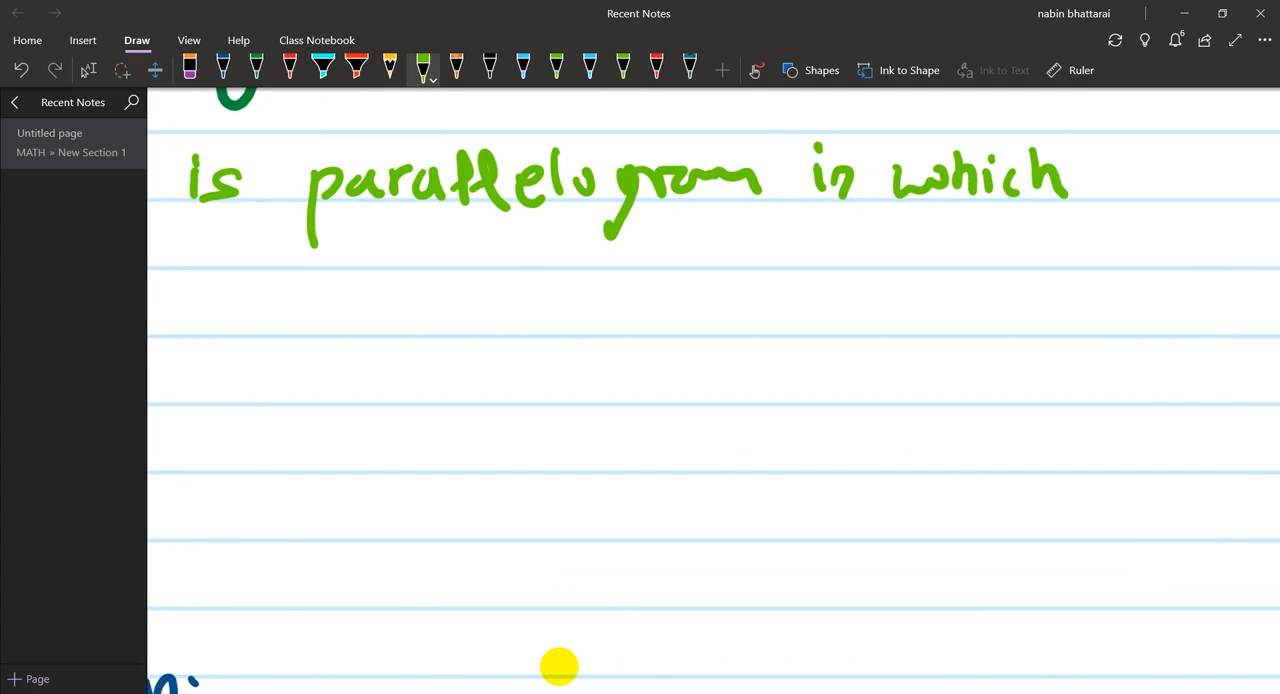 Recent Notes
nabin bhattarai
Home Insert Draw View Help Class Notebook
6
Shapes Ink to Shape Ink to Text Ruler
Recent Notes
Untitled page
MATH » New Section 1
is parallelogram in which
Page